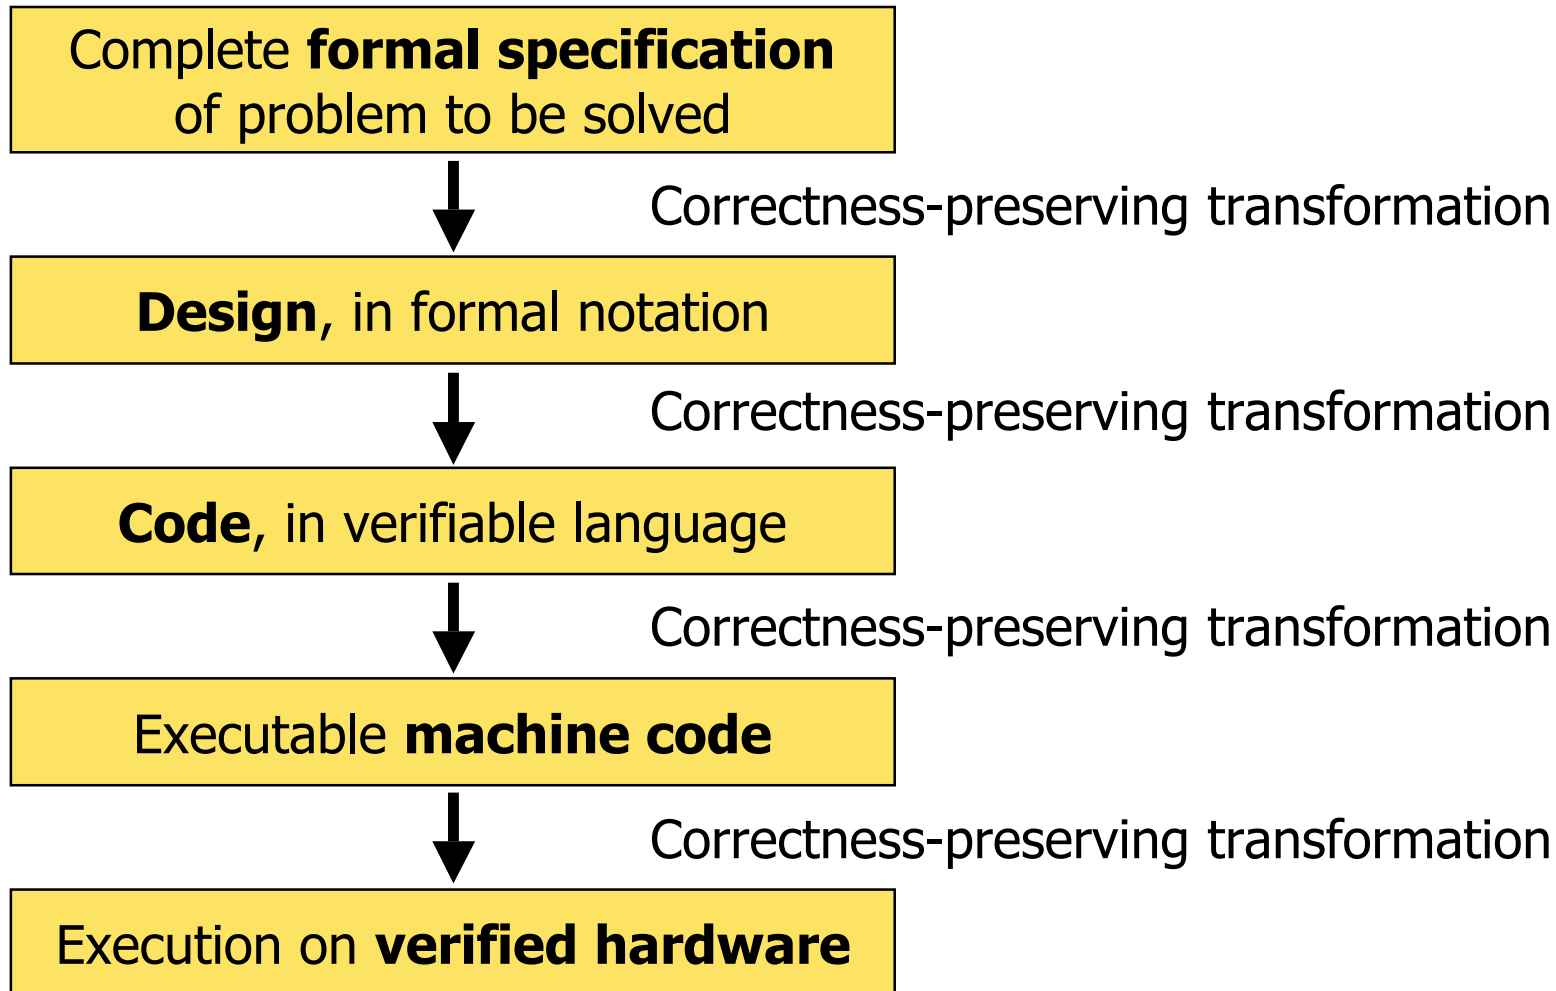 Complete formal specification
of problem to be solved
Correctness-preserving transformation
Design, in formal notation
Correctness-preserving transformation
Code, in verifiable language
Correctness-preserving transformation
Executable machine code
Correctness-preserving transformation
Execution on verified hardware